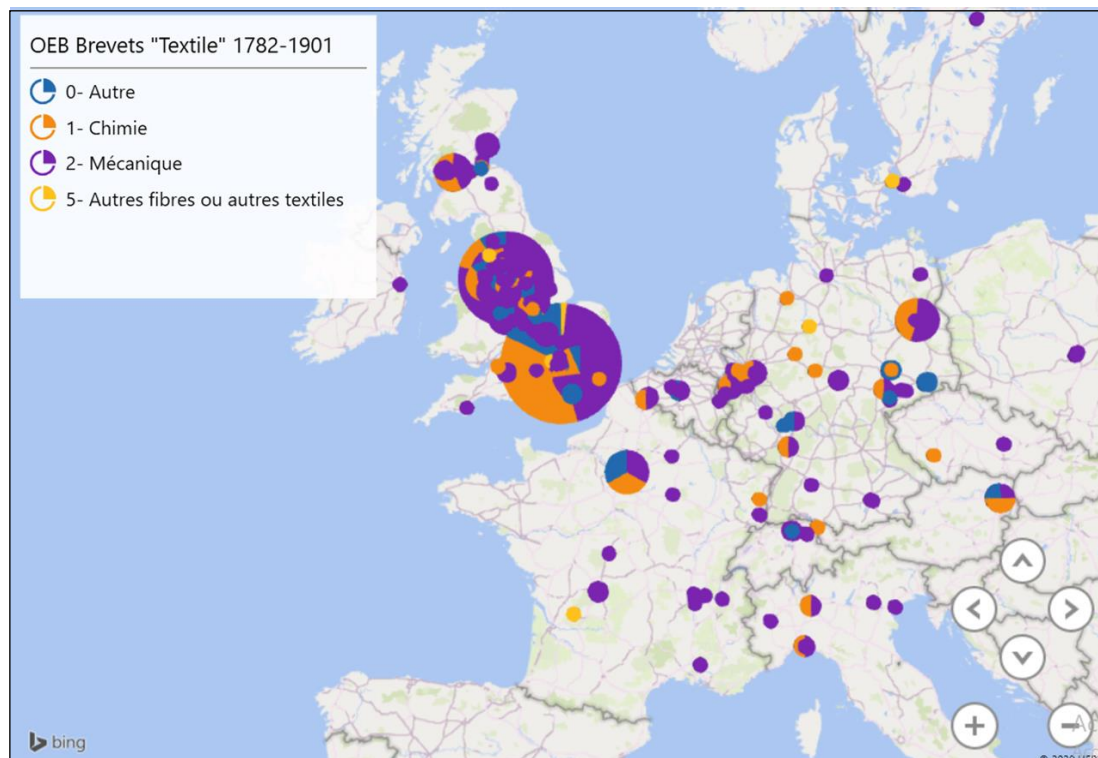 OEB Brevets "Textile" 1782-1901
0- Autre
1- Chimie
2- Mécanique
5- Autres fibres ou autres textiles
bing